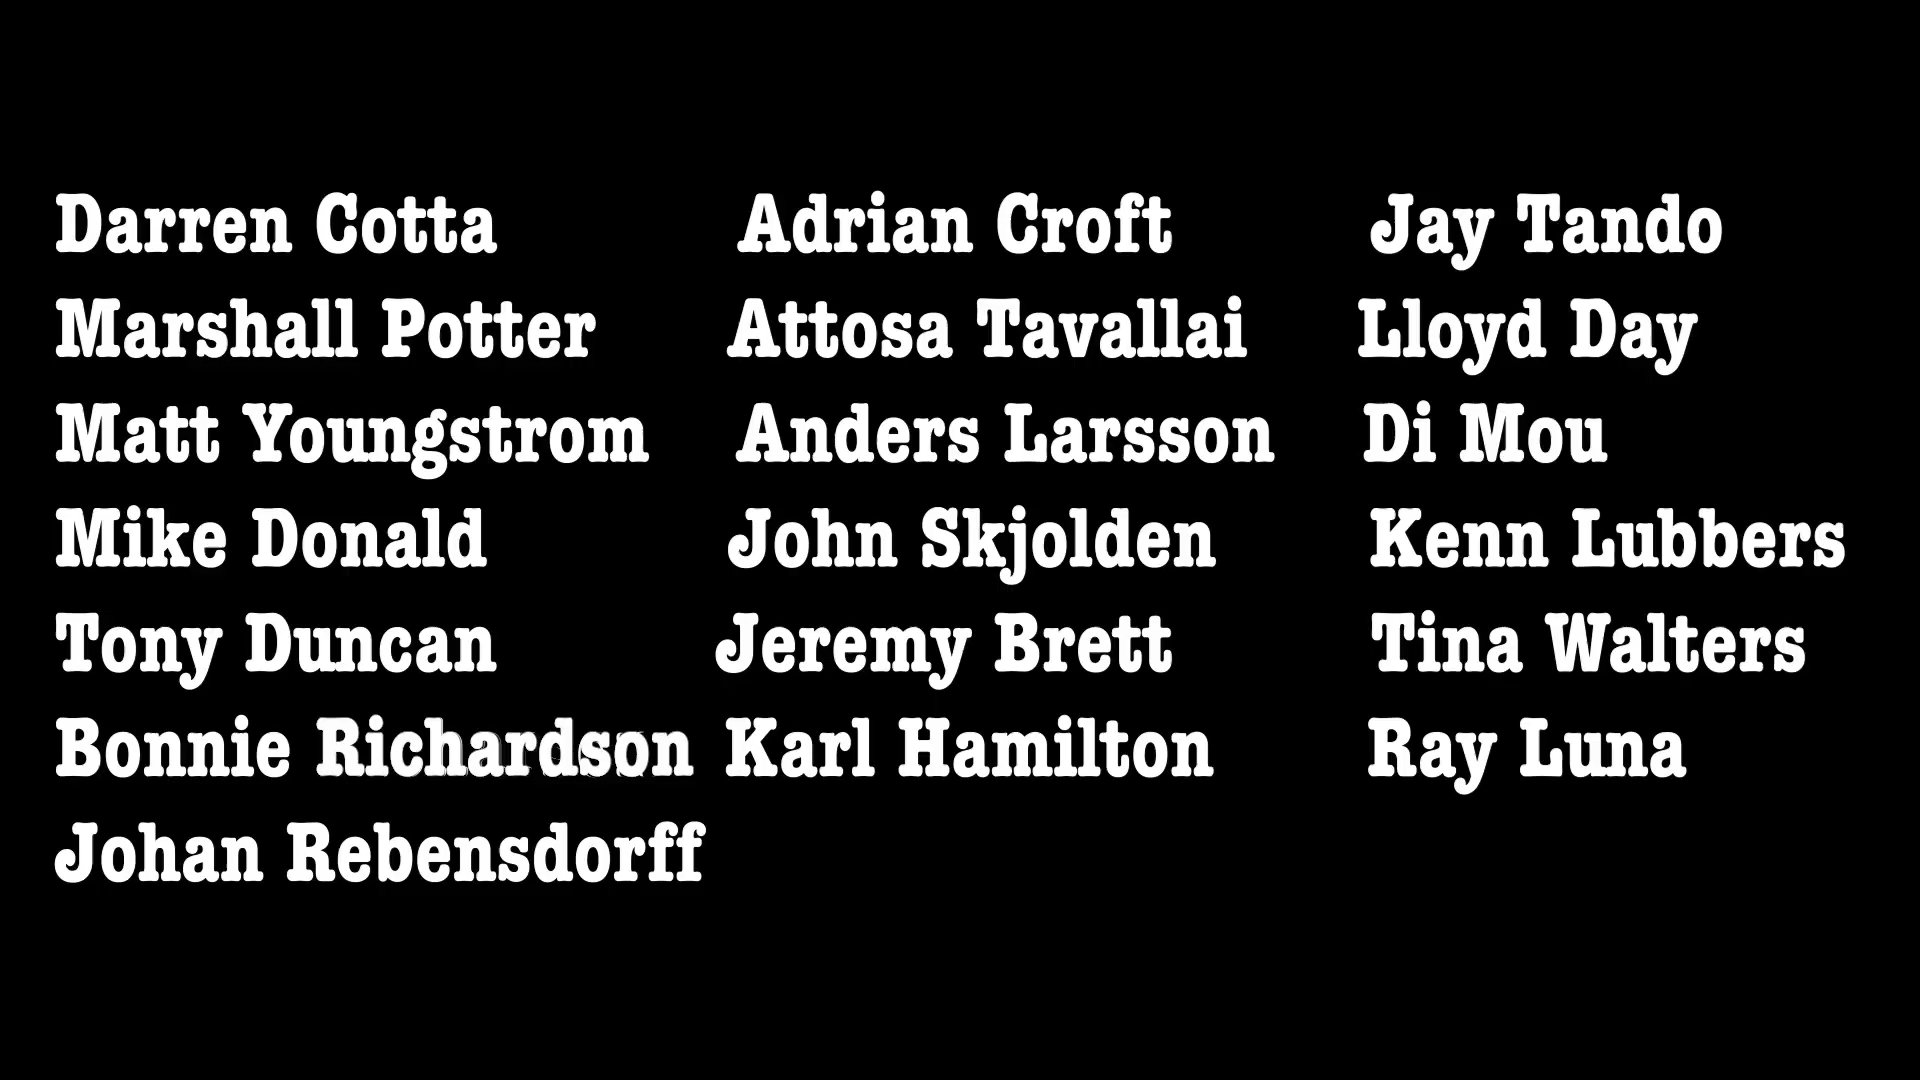 Darren Cotta Adrian Croft Jay Tando
Marshall Potter Attosa Tavallai Lloyd Day
Matt Youngstrom Anders Larsson Di Mou
Mike Donald John Skjolden Kenn Lubbers
Tony Duncan Jeremy Brett Tina Walters
Bonnie Richardson Karl Hamilton Ray Luna
Johan Rebensdorff